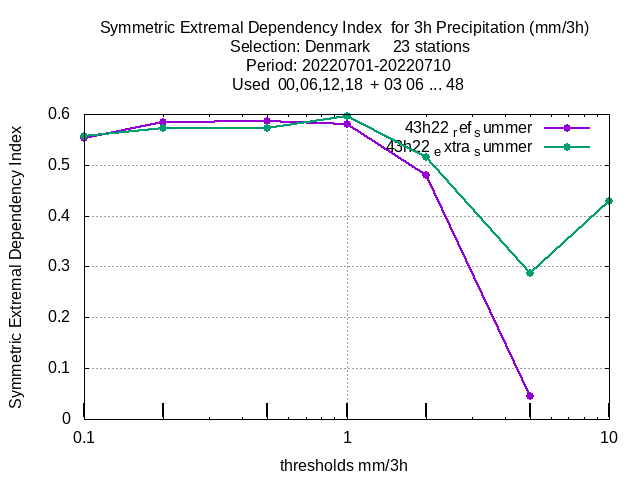 Symmetric Extremal Dependency Index  for 3h Precipitation (mm/3h)
Selection: Denmark     23 stations
Period: 20220701-20220710
Used  00,06,12,18  + 03 06 ... 48
Symmetric Extremal Dependency Index
0.6
0.5
0.4
0.3
0.2
0.1
0
43h22 ref summer
43h22 extra summer
0.1
1
10
thresholds mm/3h